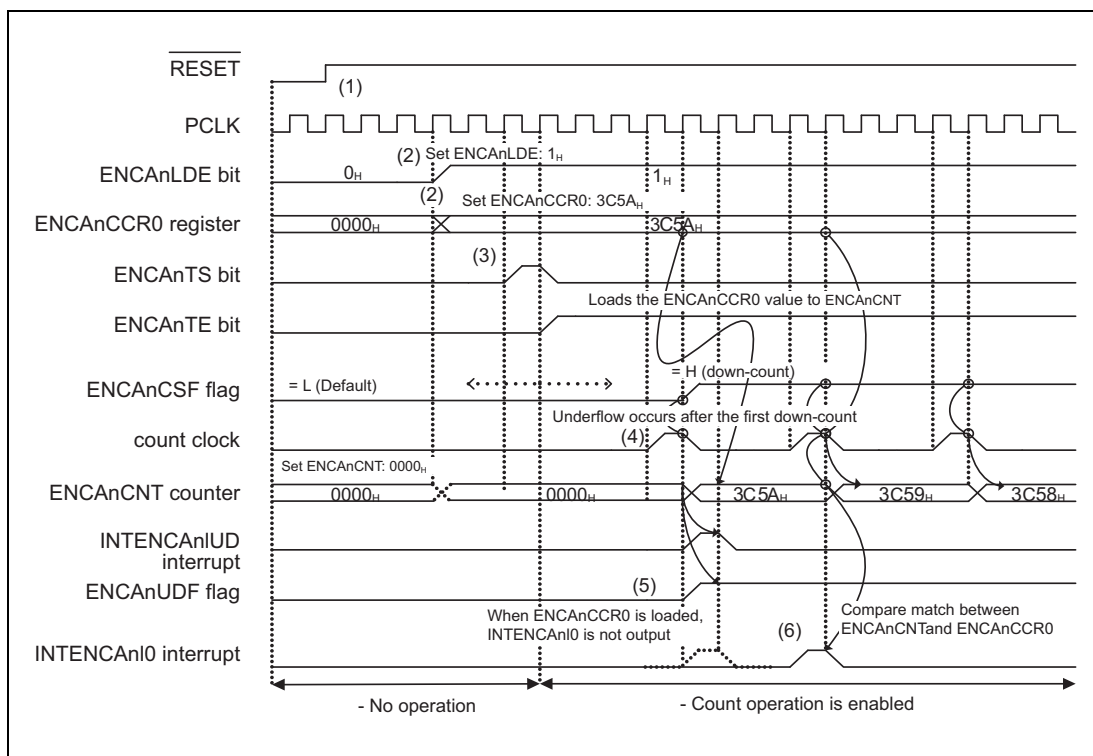 RESET
(1)
PCLK
(2) Set ENCAnLDE: 1H
ENCAnLDE bit
0H
1H
(2) Set ENCAnCCR0: 3C5AH
ENCAnCCR0 register
0000H
3C5AH
(3)
ENCAnTS bit
Loads the ENCAnCCR0 value to ENCAnCNT
ENCAnTE bit
= H (down-count)
ENCAnCSF flag
= L (Default)
Underflow occurs after the first down-count
count clock
(4)
Set ENCAnCNT: 0000H
ENCAnCNT counter
0000H
0000H
3C5AH
3C59H
3C58H
INTENCAnIUD
interrupt
ENCAnUDF flag
(5)
When ENCAnCCR0 is loaded,
INTENCAnI0 is not output
(6)
Compare match between
ENCAnCNTand ENCAnCCR0
INTENCAnI0 interrupt
- No operation
- Count operation is enabled